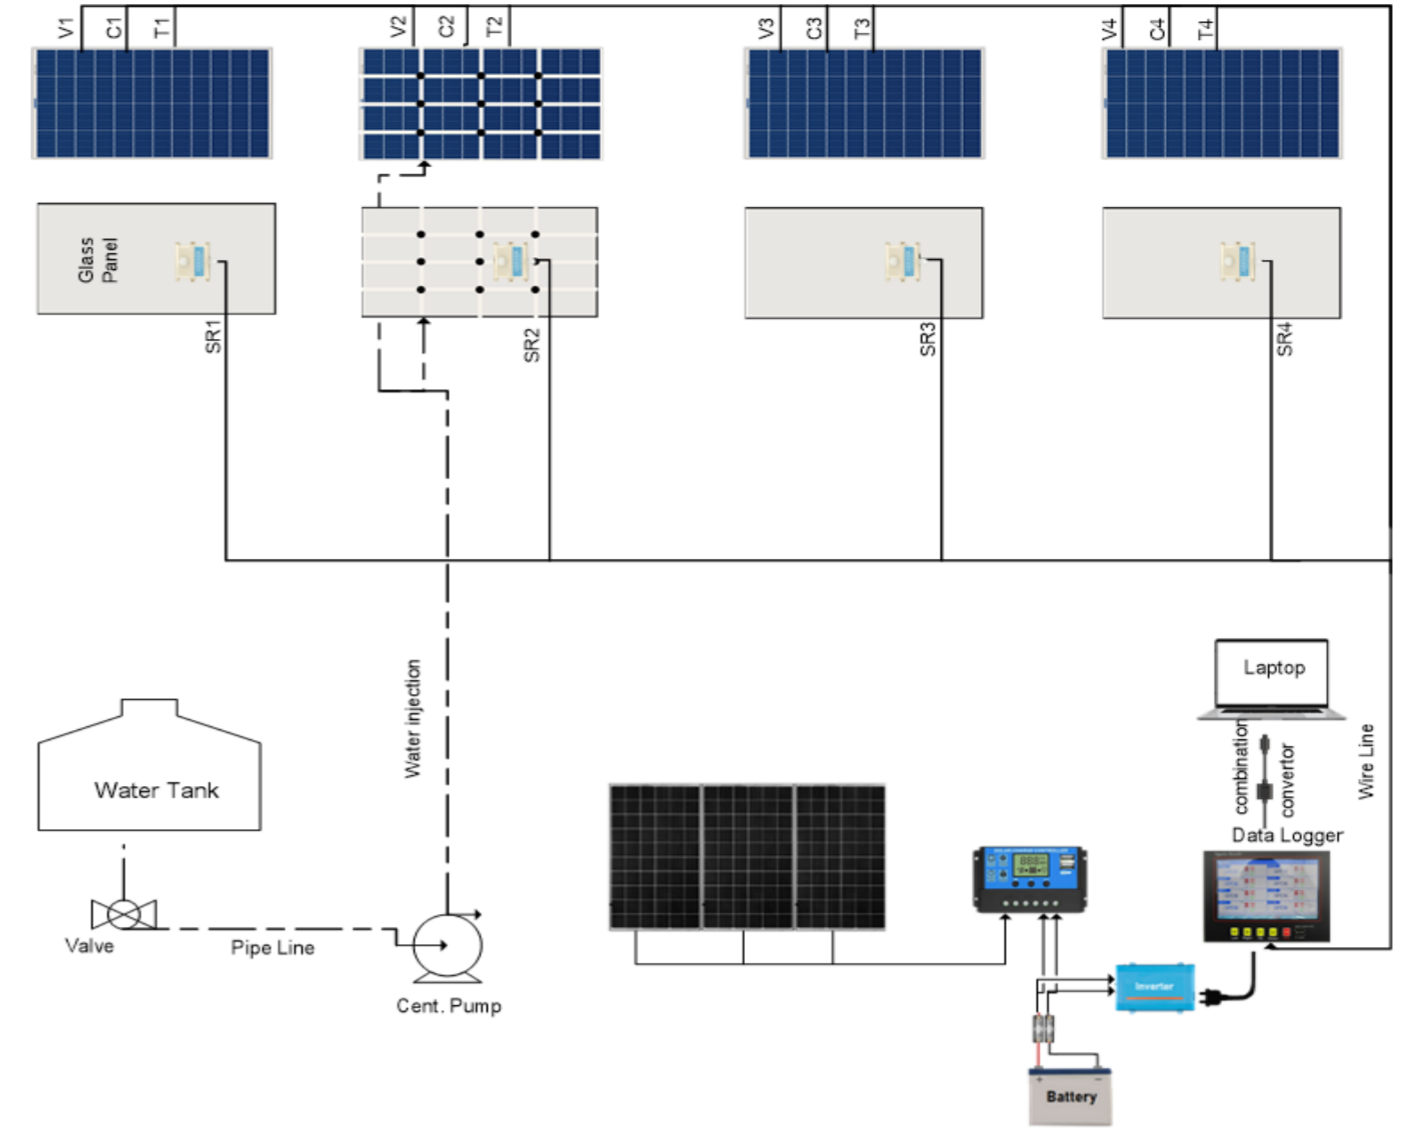 V1
C1
T1
V2
C2
T2
V3
C3
T3
V4
C4
T4
Glass
Panel
SR1
SR2
SR3
SR4
Water injection
Laptop
combination
convertor
Wire Line
Water Tank
Data Logger
Valve
Pipe Line
Cent. Pump
Inverter
+
−
Battery